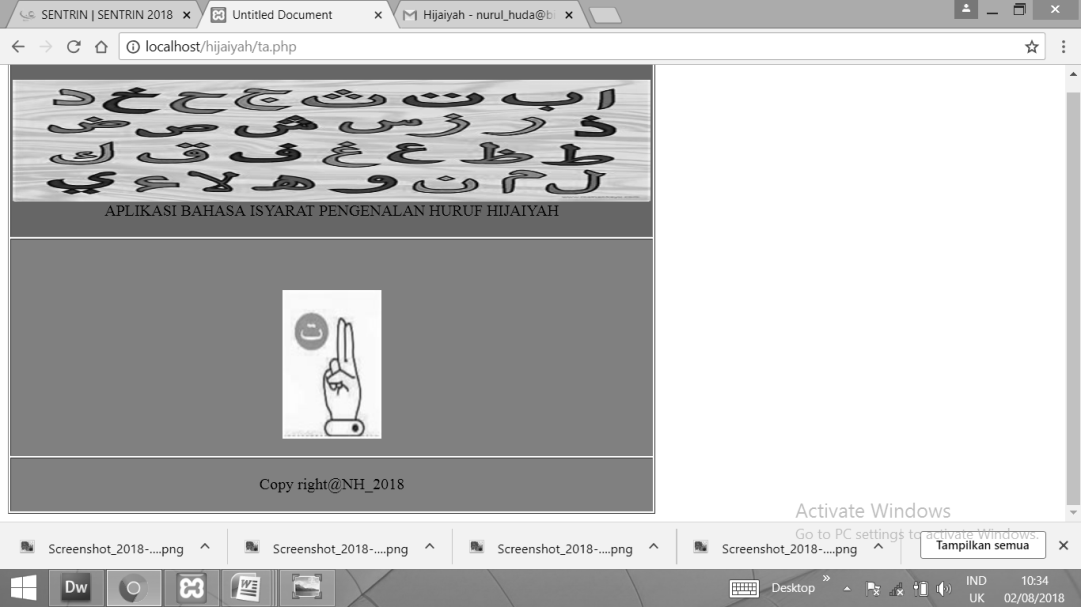 SENTRIN | SENTRIN 2018
Untitled Document
Hijaiyah - nurul_huda@b
localhost/hijaiyah/ta.php
ا ب ت ث ج ح خ د
ذ ر ز س ش ص ض
ط ظ ع غ ف ق ك
ل م ن و ه لا ء ي
APLIKASI BAHASA ISYARAT PENGENALAN HURUF HIJAIYAH
ت
Copy right@NH_2018
Activate Windows
Go to PC settings to activate Windows.
Screenshot_2018-....png
Screenshot_2018-....png
Screenshot_2018-....png
Screenshot_2018-....png
Tampilkan semua
Dw
Desktop
IND
UK
10:34
02/08/2018